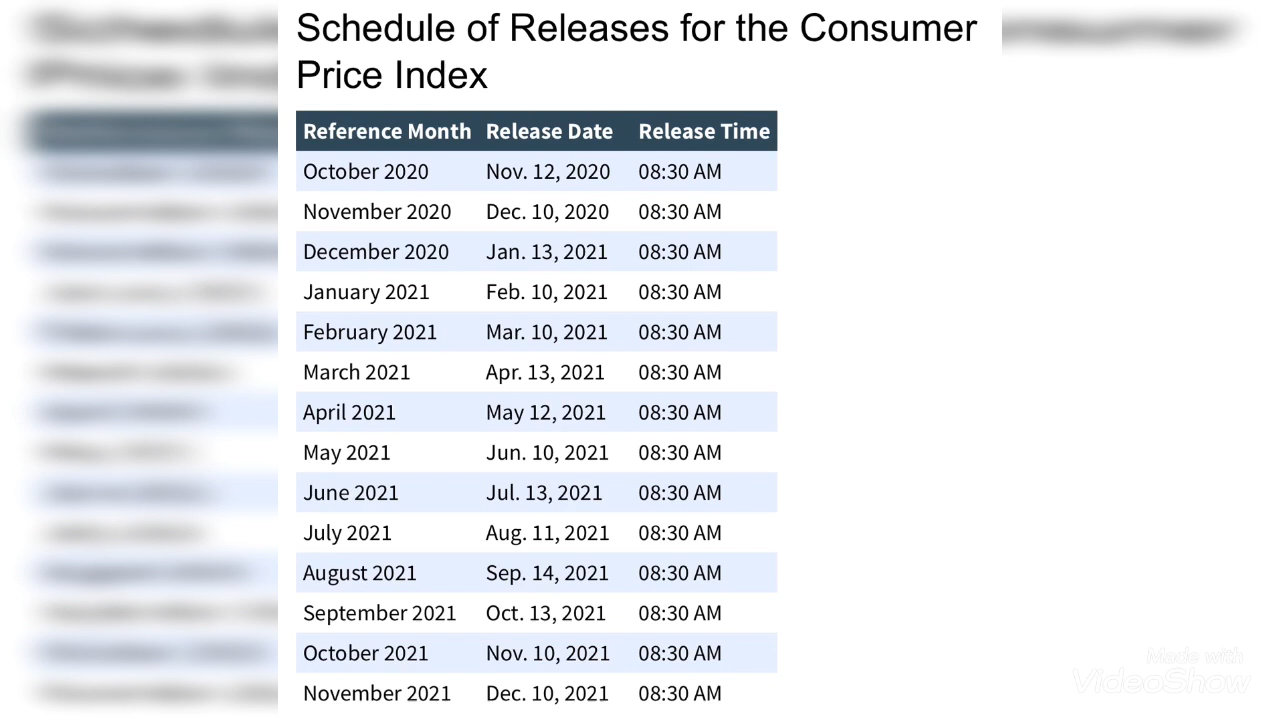 Schedule of Releases for the Consumer
Price Index
Reference Month Release Date Release Time
October 2020 Nov. 12, 2020 08:30 AM
November 2020 Dec. 10, 2020 08:30 AM
December 2020 Jan. 13, 2021 08:30 AM
January 2021 Feb. 10, 2021 08:30 AM
February 2021 Mar. 10, 2021 08:30 AM
March 2021 Apr. 13, 2021 08:30 AM
April 2021 May 12, 2021 08:30 AM
May 2021 Jun. 10, 2021 08:30 AM
June 2021 Jul. 13, 2021 08:30 AM
July 2021 Aug. 11, 2021 08:30 AM
August 2021 Sep. 14, 2021 08:30 AM
September 2021 Oct. 13, 2021 08:30 AM
October 2021 Nov. 10, 2021 08:30 AM
November 2021 Dec. 10, 2021 08:30 AM
Made with
VideoShow